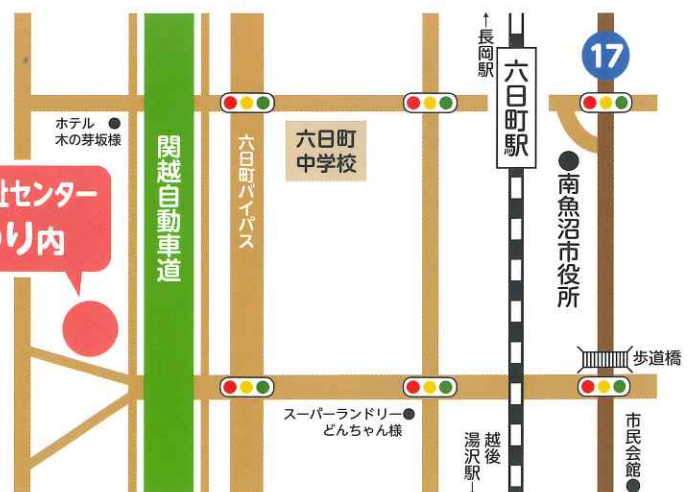 ↑長岡駅
17
六日町駅
ホテル
木の芽坂様
関越自動車道
六日町バイパス
六日町
中学校
南魚沼市役所
センター
り内
歩道橋
スーパーランドリー
どんちゃん様
越後
湯沢駅→
市民会館